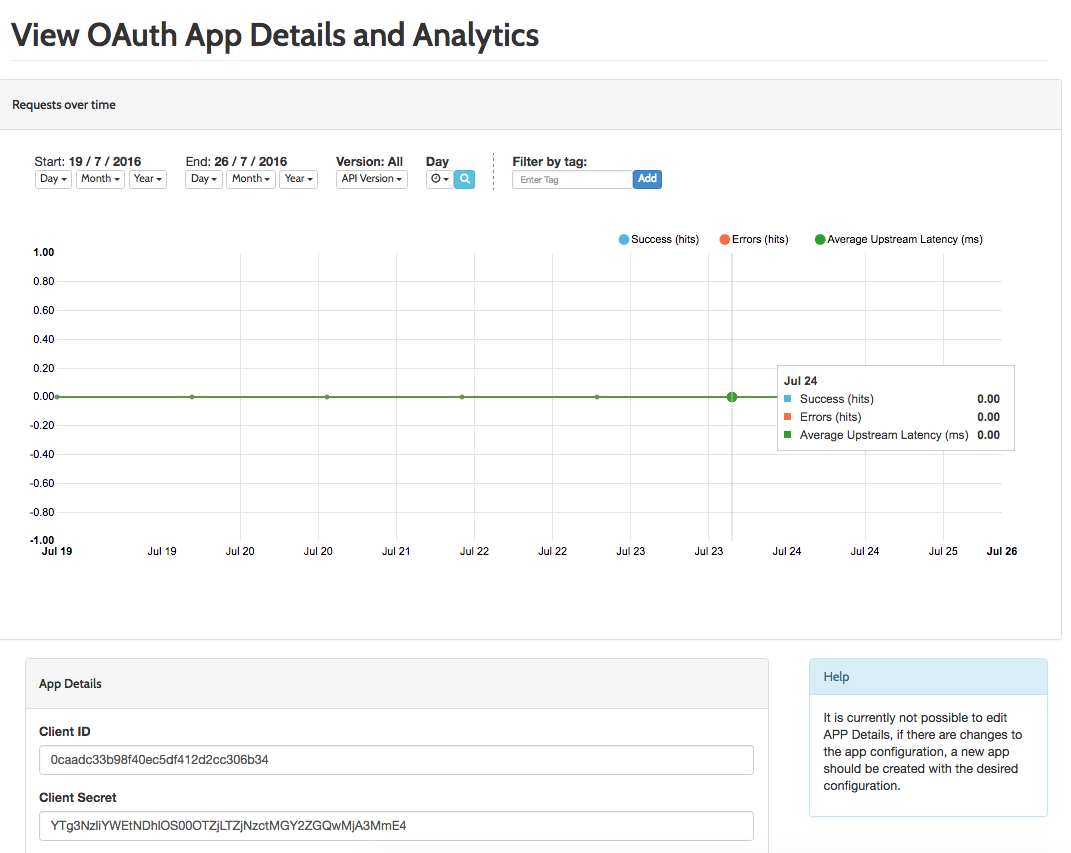 View OAuth App Details and Analytics
Requests over time
Start: 19 / 7 / 2016 End: 26 / 7 / 2016 Version: All Day Filter by tag:
Day Month Year Day Month Year API Version Enter Tag Add
Success (hits) Errors (hits) Average Upstream Latency (ms)
1.00
0.80
0.60
0.40
0.20
0.00
-0.20
-0.40
-0.60
-0.80
-1.00
Jul 24
Success (hits) 0.00
Errors (hits) 0.00
Average Upstream Latency (ms) 0.00
Jul 19 Jul 19 Jul 20 Jul 20 Jul 21 Jul 22 Jul 22 Jul 23 Jul 23 Jul 24 Jul 24 Jul 25 Jul 26
App Details
Client ID
0caadc33b98f40ec5df412d2cc306b34
Client Secret
YTg3NzliYWEtNDhlOS00OTZjLTZjNzctMGY2ZGQwMjA3MmE4
Help
It is currently not possible to edit
APP Details, if there are changes to
the app configuration, a new app
should be created with the desired
configuration.